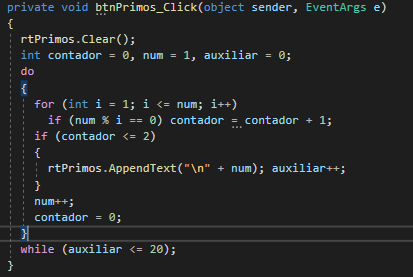 private void btnPrimos_Click(object sender, EventArgs e)
{
rtPrimos.Clear();
int contador = 0, num = 1, auxiliar = 0;
do
{
for (int i = 1; i <= num; i++)
if (num % i == 0) contador = contador + 1;
if (contador <= 2)
{
rtPrimos.AppendText("\n" + num); auxiliar++;
}
num++;
contador = 0;
}
while (auxiliar <= 20);
}